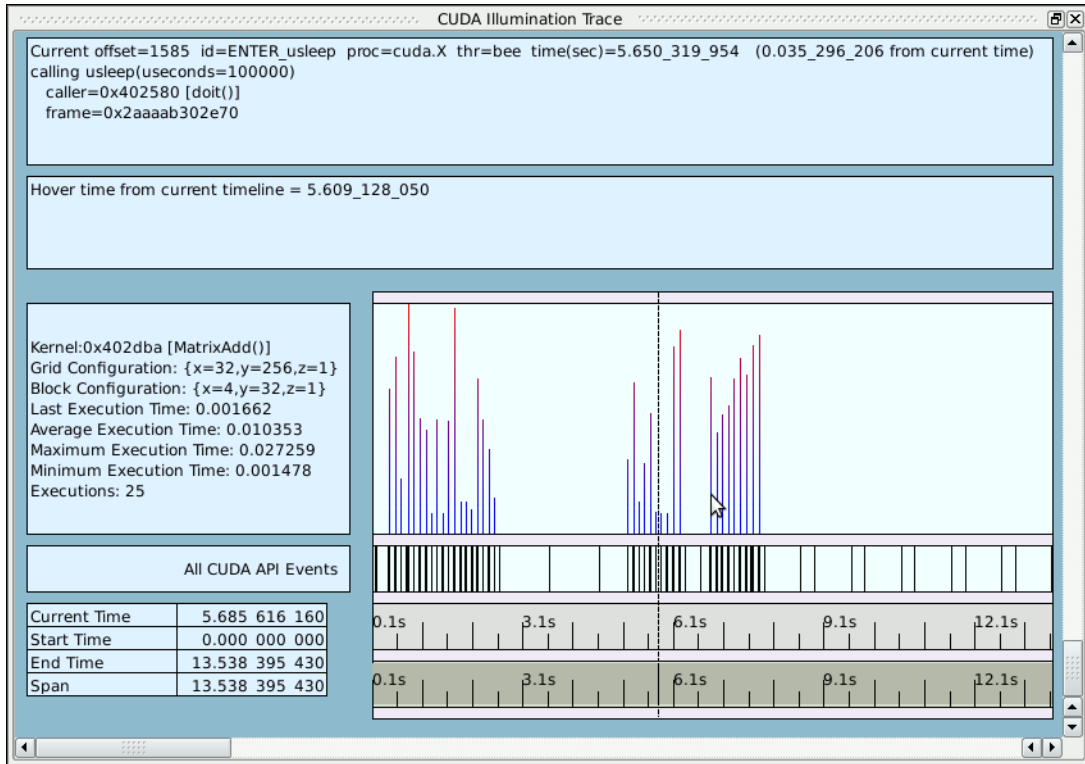 CUDA Illumination Trace
Current offset=1585 id=ENTER_usleep proc=cuda.X thr=bee time(sec)=5.650_319_954 (0.035_296_206 from current time)
calling usleep(useconds=100000)
caller=0x402580 [doit()]
frame=0x2aaaab302e70
Hover time from current timeline = 5.609_128_050
Kernel:0x402dba [MatrixAdd()]
Grid Configuration: {x=32,y=256,z=1}
Block Configuration: {x=4,y=32,z=1}
Last Execution Time: 0.001662
Average Execution Time: 0.010353
Maximum Execution Time: 0.027259
Minimum Execution Time: 0.001478
Executions: 25
All CUDA API Events
Current Time 5.685 616 160
Start Time 0.000 000 000
End Time 13.538 395 430
Span 13.538 395 430
0.1s 3.1s 6.1s 9.1s 12.1s
0.1s 3.1s 6.1s 9.1s 12.1s